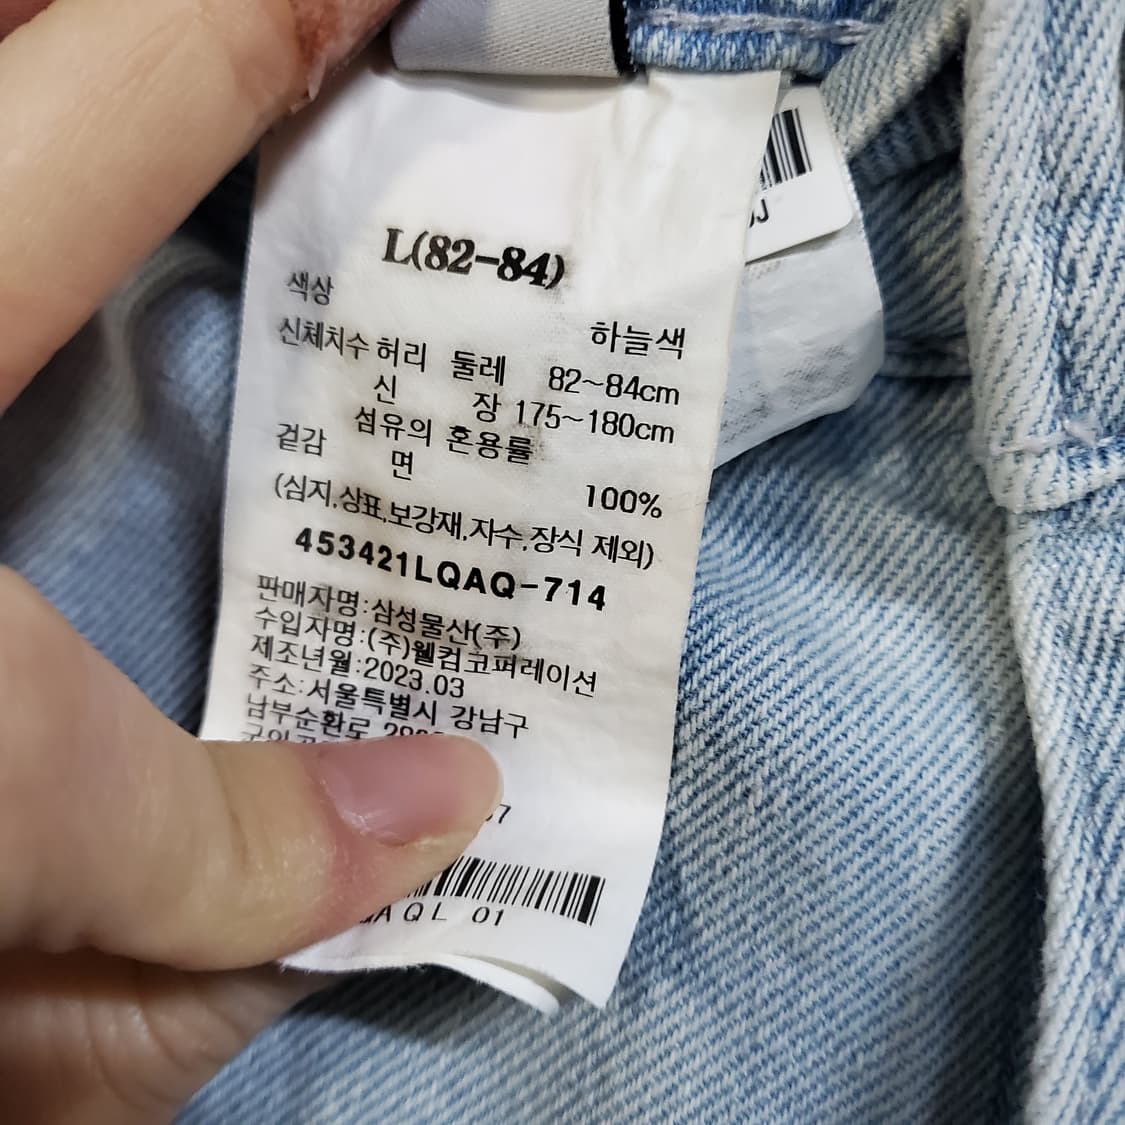 L(82-84)
색상 하늘색
신체치수 허리 둘레 82~84cm
신 장 175~180cm
섬유의 혼용률
겉감 면 100%
(심지,상표,보강재,자수,장식 제외)
453421LQAQ-714
판매자명:삼성물산(주)
수입자명:(주)웰컴코퍼레이션
제조년월:2023.03
주소:서울특별시 강남구
남부순환로
QL 01